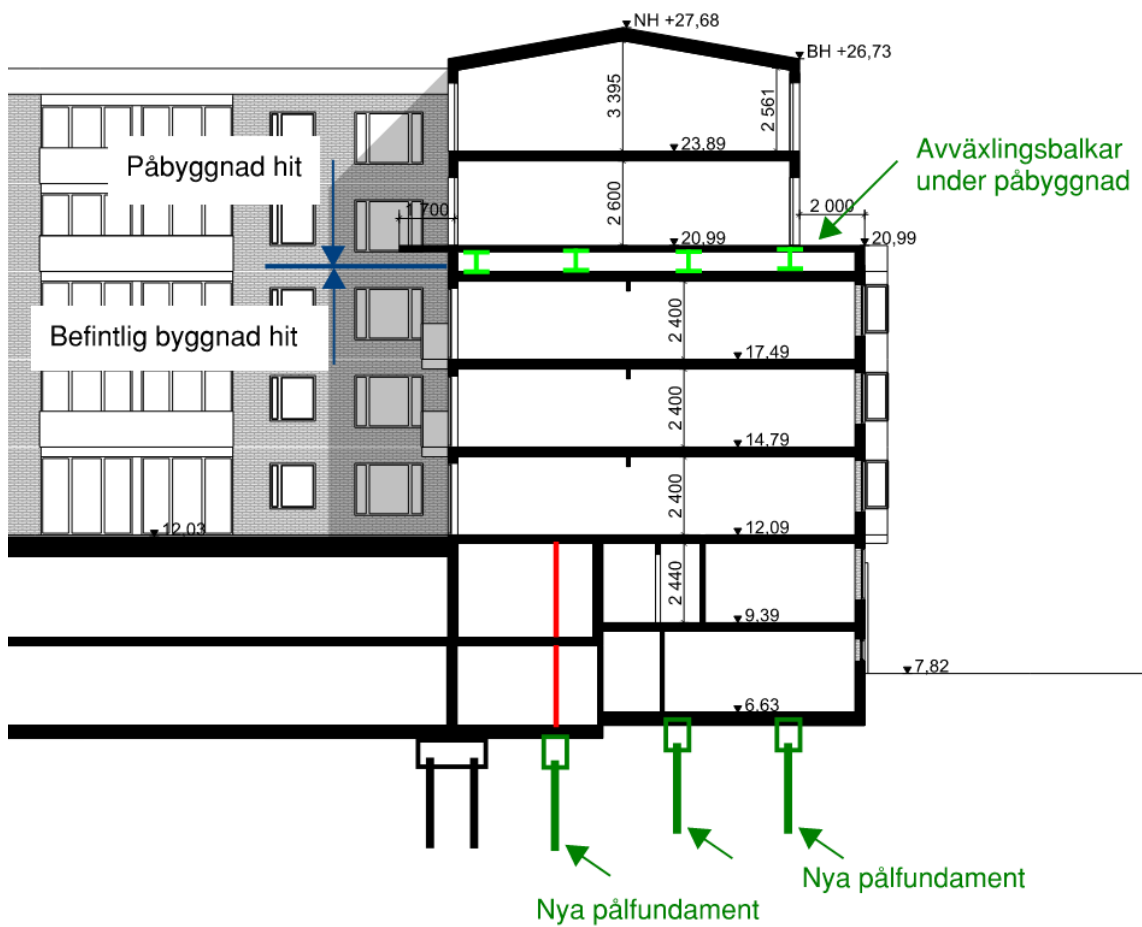 NH +27,68
BH +26,73
3 395
2 561
23,89
Avväxlingsbalkar
under påbyggnad
Påbyggnad hit
1 700
2 600
2 000
20,99
20,99
Befintlig byggnad hit
2 400
17,49
2 400
14,79
2 400
12,03
12,09
2 440
9,39
7,82
6,63
Nya pålfundament
Nya pålfundament